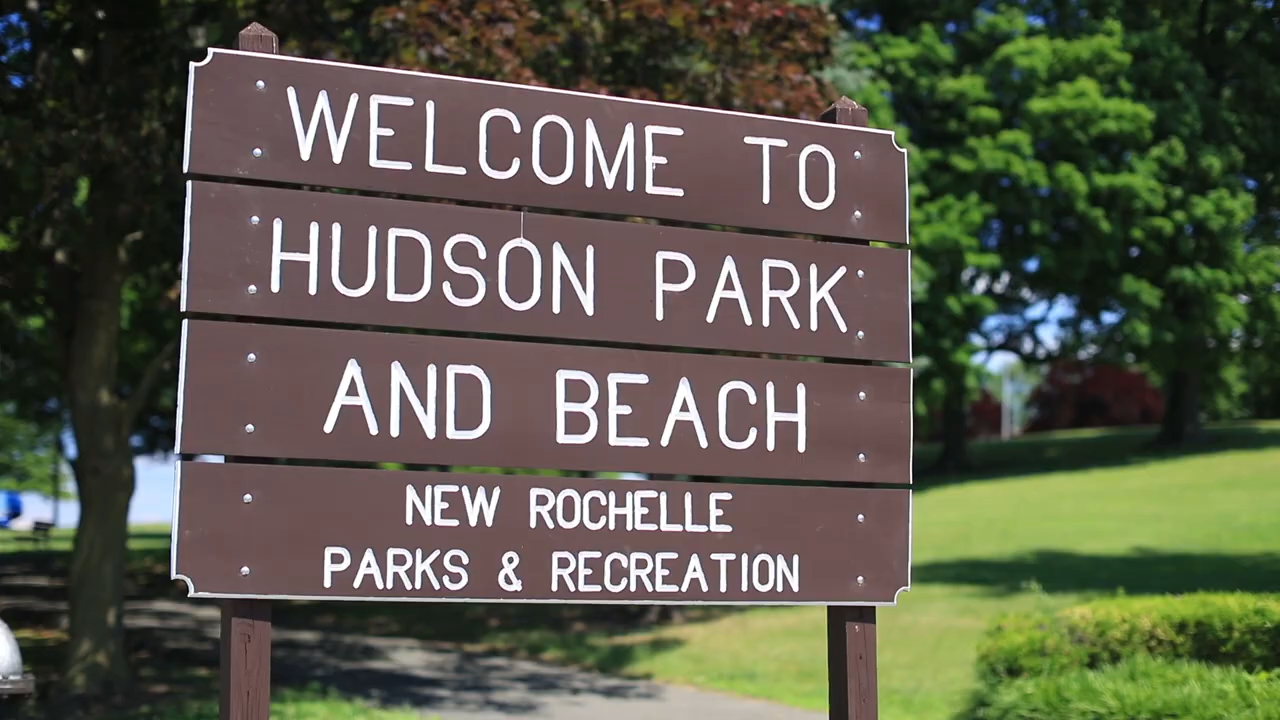 WELCOME TO
HUDSON PARK
AND BEACH
NEW ROCHELLE
PARKS & RECREATION